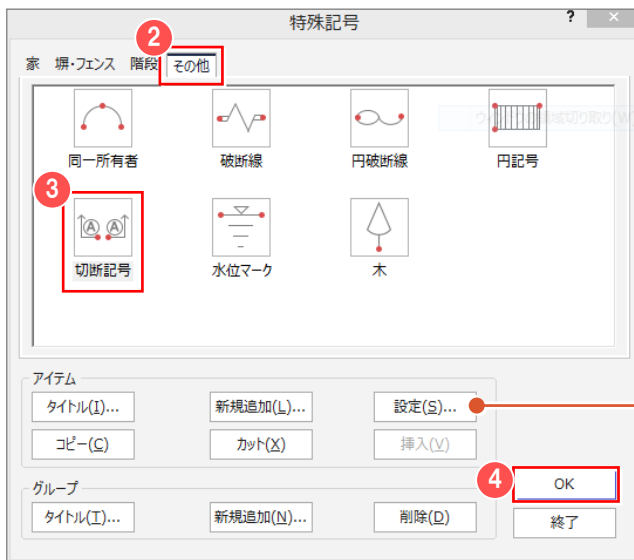 特殊記号 ? ×
2
家 塀・フェンス 階段 その他
同一所有者 破断線 円破断線 円記号
3
A A
切断記号 水位マーク 木
アイテム
タイトル(I)... 新規追加(L)... 設定(S)...
コピー(C) カット(X) 挿入(V)
4
OK
グループ
タイトル(T)... 新規追加(N)... 削除(D)
終了